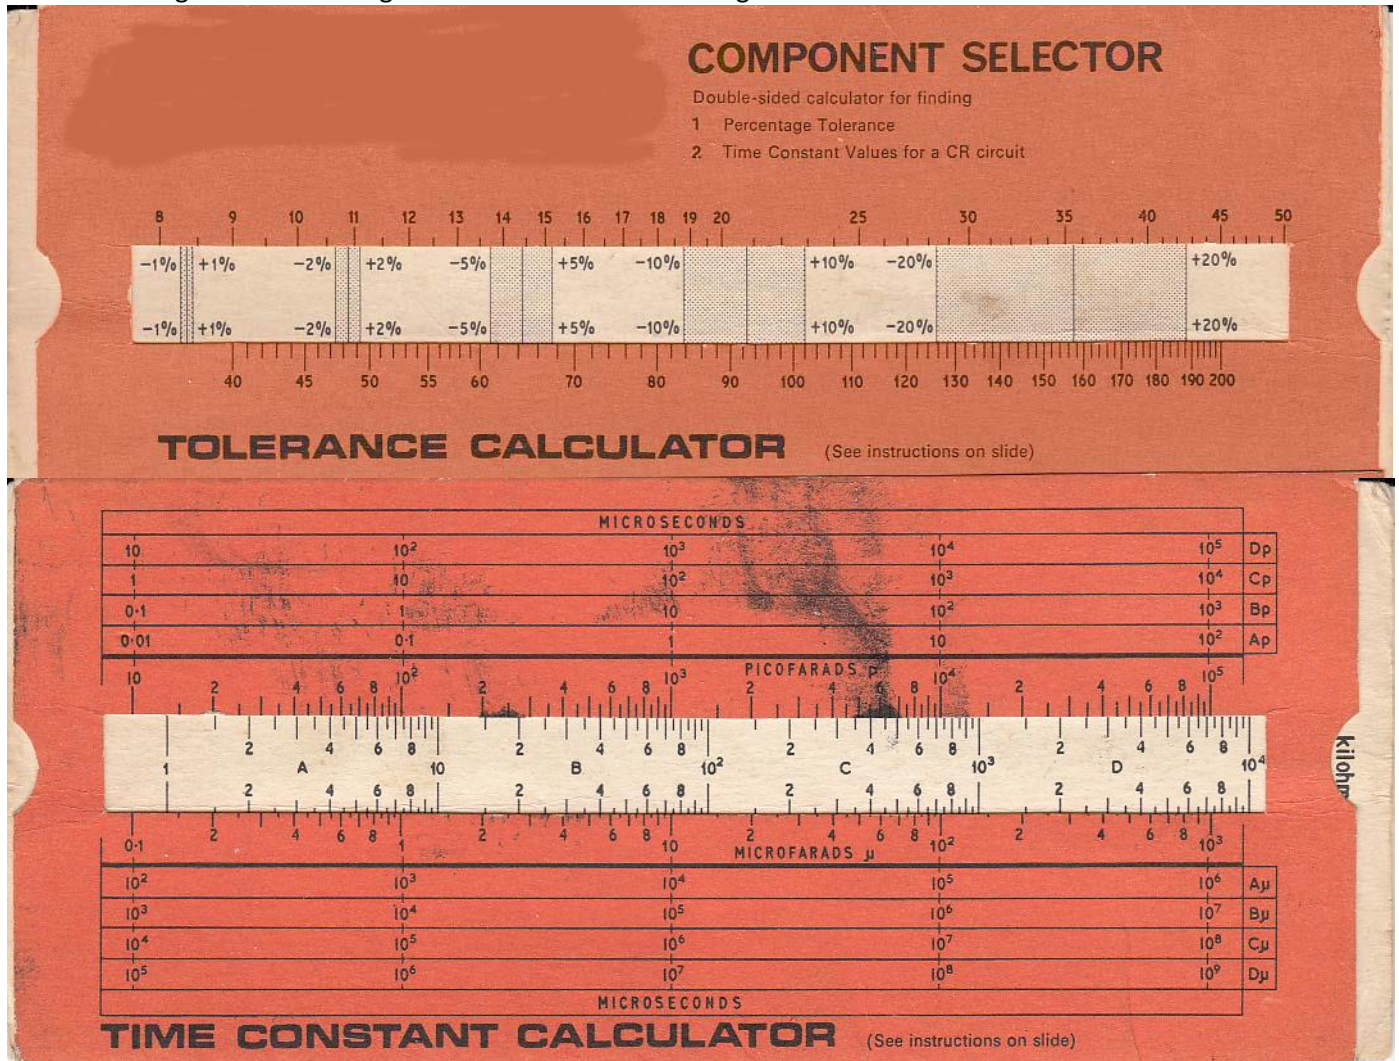 COMPONENT SELECTOR
Double-sided calculator for finding
1 Percentage Tolerance
2 Time Constant Values for a CR circuit
8 9 10 11 12 13 14 15 16 17 18 19 20 25 30 35 40 45 50
-1% +1% -2% +2% -5% +5% -10% +10% -20% +20%
-1% +1% -2% +2% -5% +5% -10% +10% -20% +20%
40 45 50 55 60 70 80 90 100 110 120 130 140 150 160 170 180 190 200
TOLERANCE CALCULATOR (See instructions on slide)
MICROSECONDS
10 10² 10³ 10⁴ 10⁵ Dp
1 10 10² 10³ 10⁴ Cp
0·1 1 10 10² 10³ Bp
0·01 0·1 1 10 10² Ap
PICOFARADS p
10 10² 10³ 10⁴ 10⁵
2 4 6 8 2 4 6 8 2 4 6 8 2 4 6 8
2 4 6 8 2 4 6 8 2 4 6 8 2 4 6 8
1 A 10 B 10² C 10³ D 10⁴
kilohm
2 4 6 8 2 4 6 8 2 4 6 8 2 4 6 8
2 4 6 8 2 4 6 8 2 4 6 8 2 4 6 8
0·1 1 10 10² 10³
MICROFARADS µ
10² 10³ 10⁴ 10⁵ 10⁶ Aµ
10³ 10⁴ 10⁵ 10⁶ 10⁷ Bµ
10⁴ 10⁵ 10⁶ 10⁷ 10⁸ Cµ
10⁵ 10⁶ 10⁷ 10⁸ 10⁹ Dµ
MICROSECONDS
TIME CONSTANT CALCULATOR (See instructions on slide)